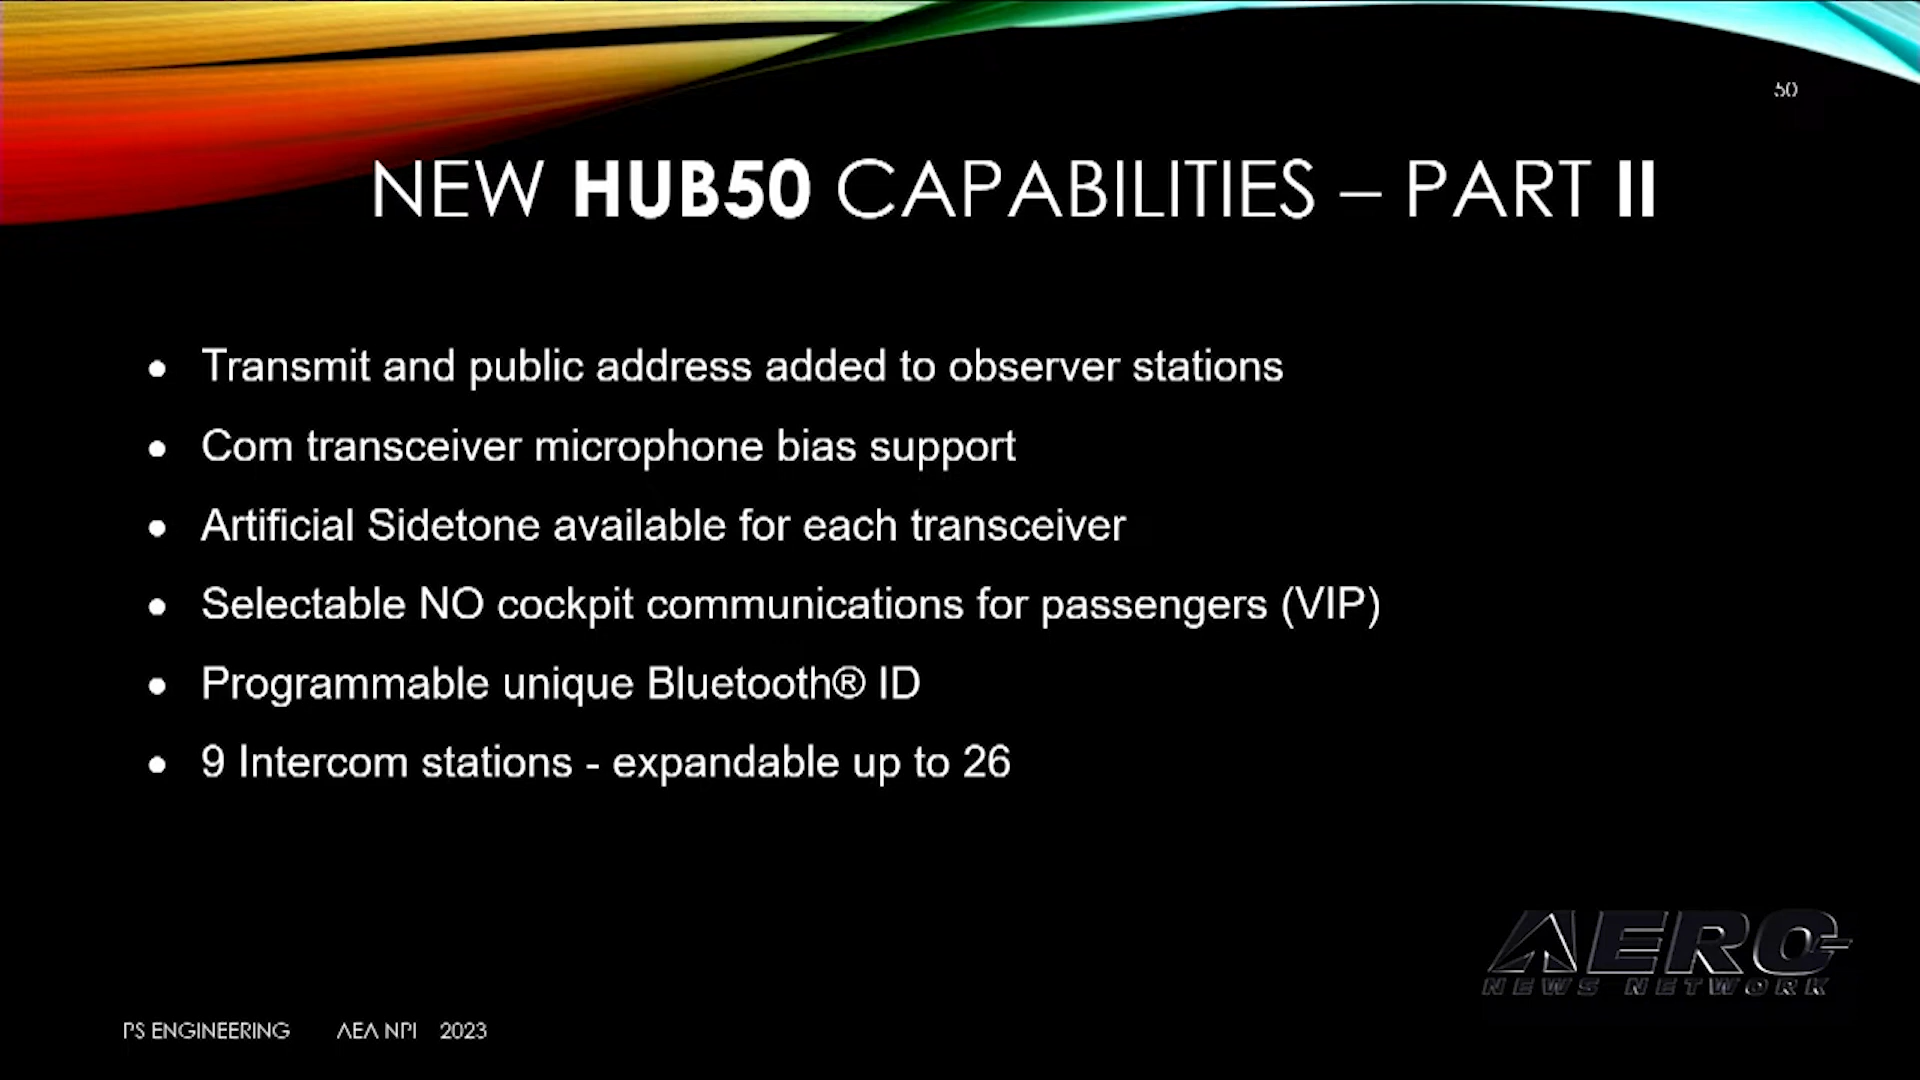 50
NEW HUB50 CAPABILITIES – PART II
• Transmit and public address added to observer stations
• Com transceiver microphone bias support
• Artificial Sidetone available for each transceiver
• Selectable NO cockpit communications for passengers (VIP)
• Programmable unique Bluetooth® ID
• 9 Intercom stations - expandable up to 26
AERO
NEWS NETWORK
PS ENGINEERING AEA NPI 2023